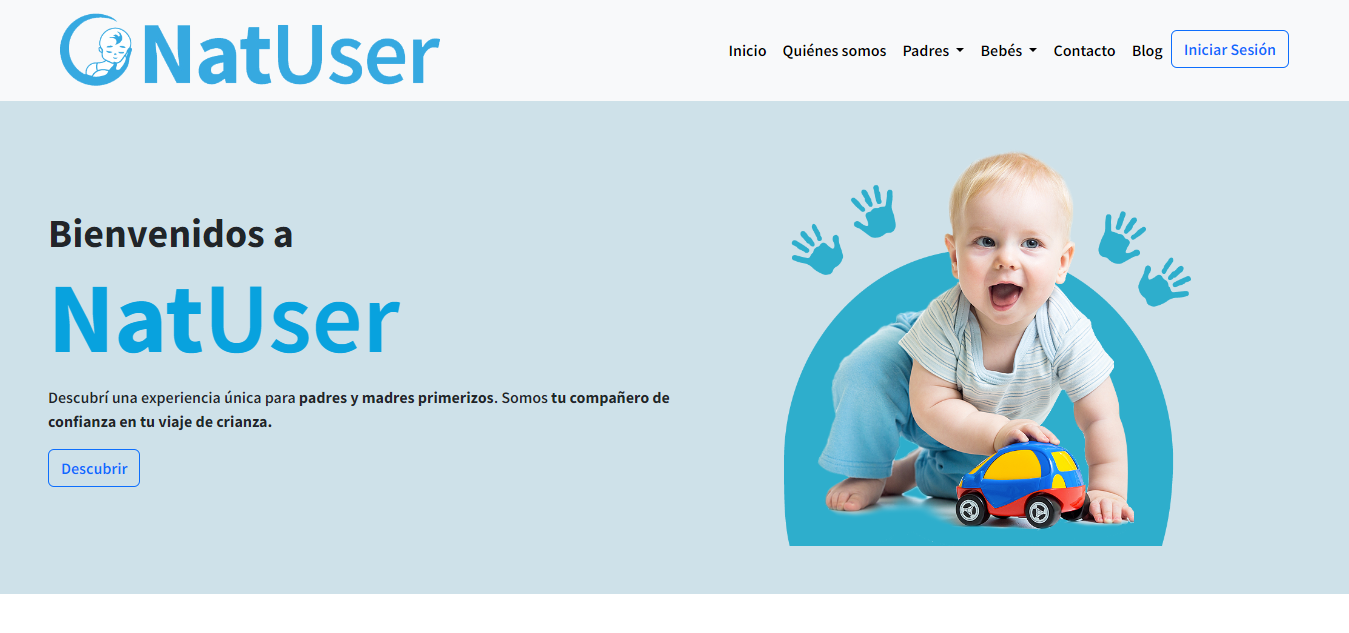 NatUser
Inicio Quiénes somos Padres Bebés Contacto Blog Iniciar Sesión
Bienvenidos a
NatUser
Descubrí una experiencia única para padres y madres primerizos. Somos tu compañero de
confianza en tu viaje de crianza.
Descubrir